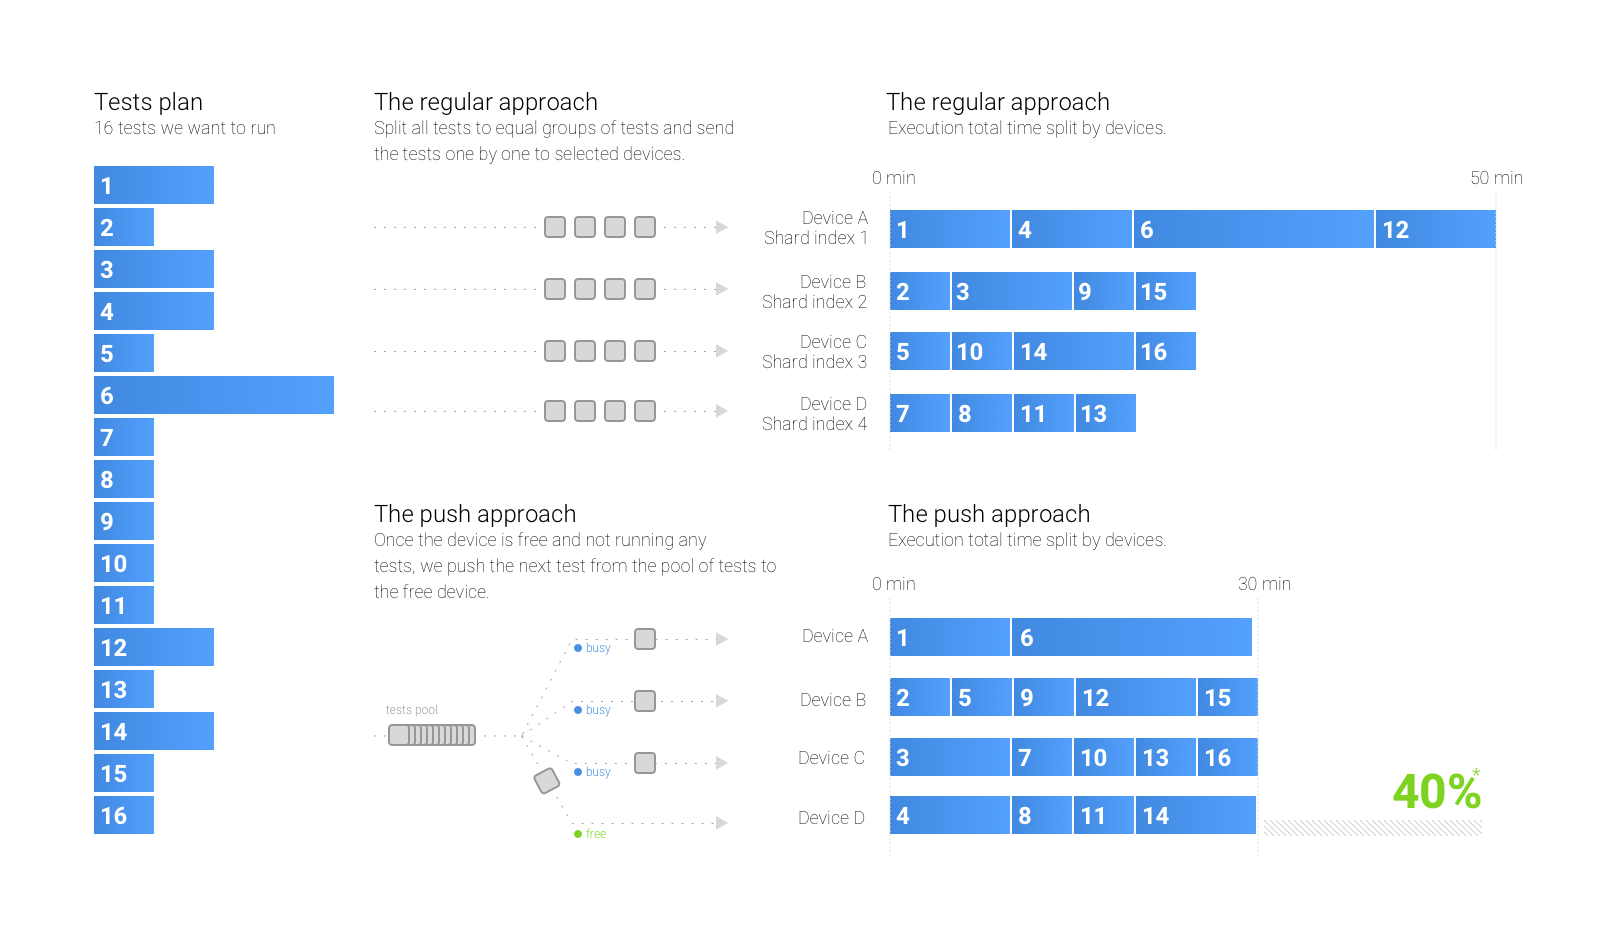 Tests plan
16 tests we want to run
1
2
3
4
5
6
7
8
9
10
11
12
13
14
15
16
The regular approach
Split all tests to equal groups of tests and send
the tests one by one to selected devices.
The regular approach
Execution total time split by devices.
0 min 50 min
Device A
Shard index 1
1 4 6 12
Device B
Shard index 2
2 3 9 15
Device C
Shard index 3
5 10 14 16
Device D
Shard index 4
7 8 11 13
The push approach
Once the device is free and not running any
tests, we push the next test from the pool of tests to
the free device.
tests pool
busy
busy
busy
free
The push approach
Execution total time split by devices.
0 min 30 min
Device A 1 6
Device B 2 5 9 12 15
Device C 3 7 10 13 16
Device D 4 8 11 14
40%*